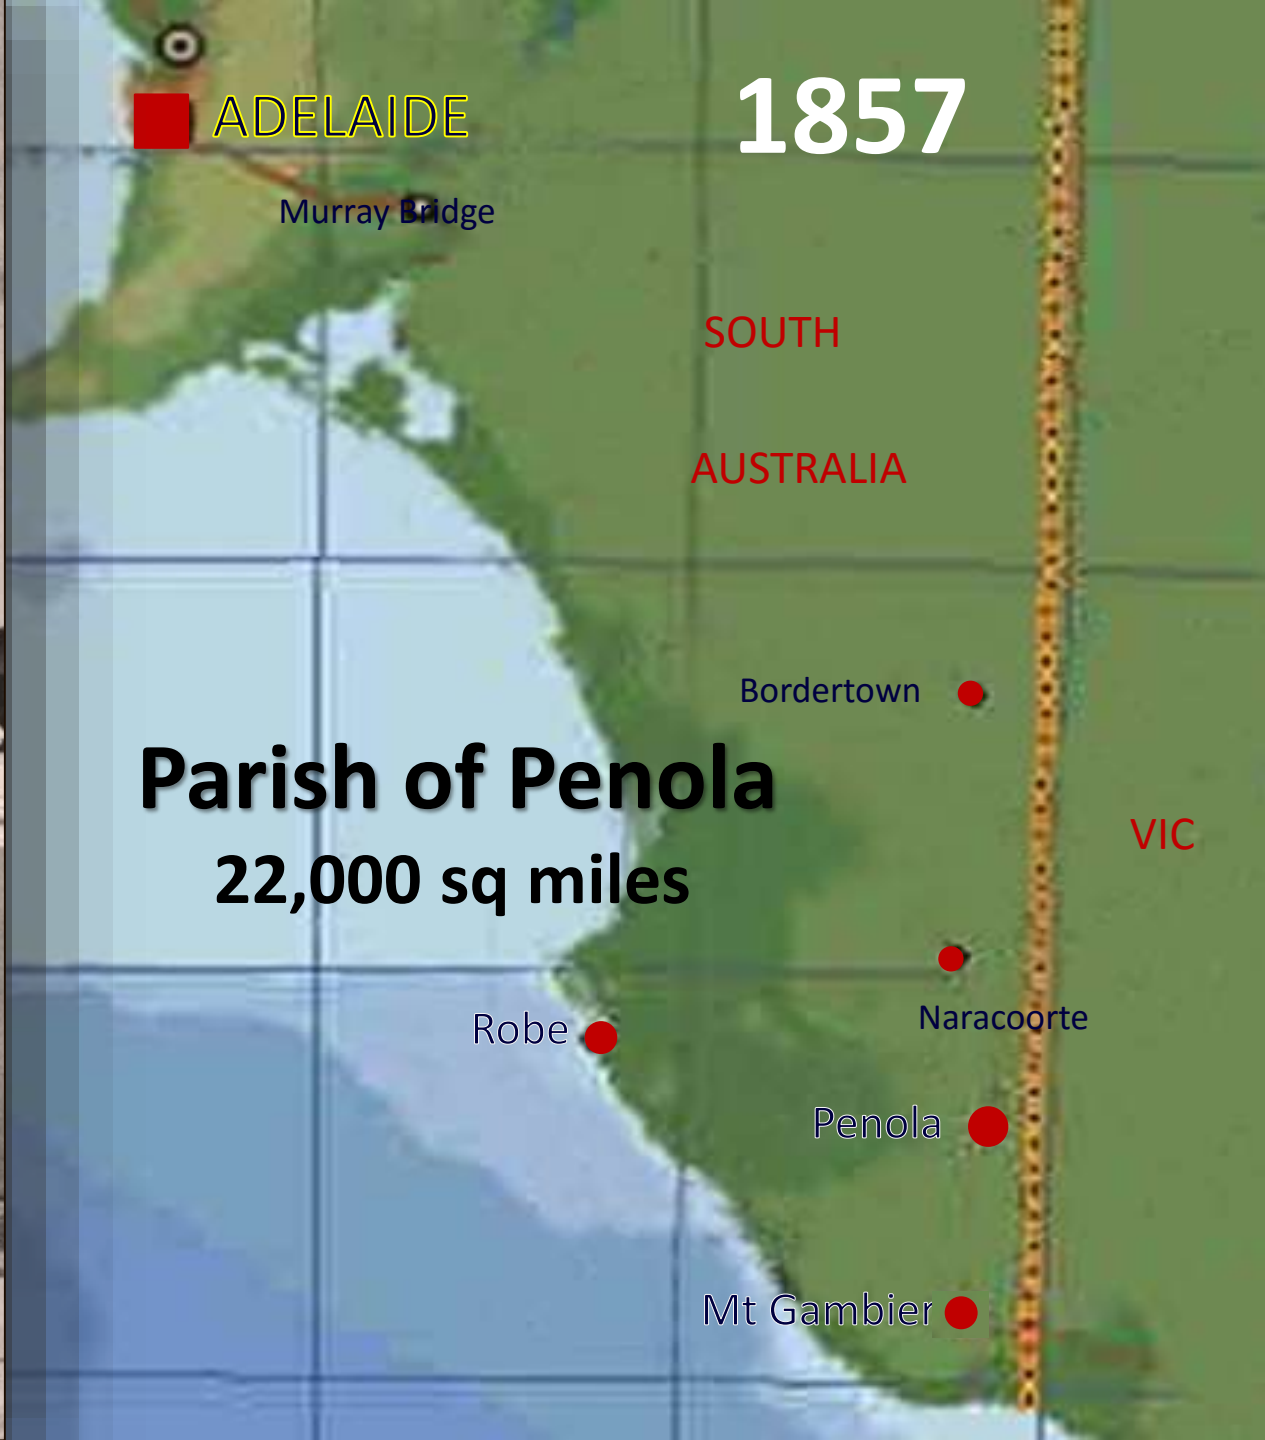 1857
ADELAIDE
Murray Bridge
SOUTH
AUSTRALIA
Bordertown
Parish of Penola
VIC
22,000 sq miles
Naracoorte
Robe
Penola
Mt Gambier